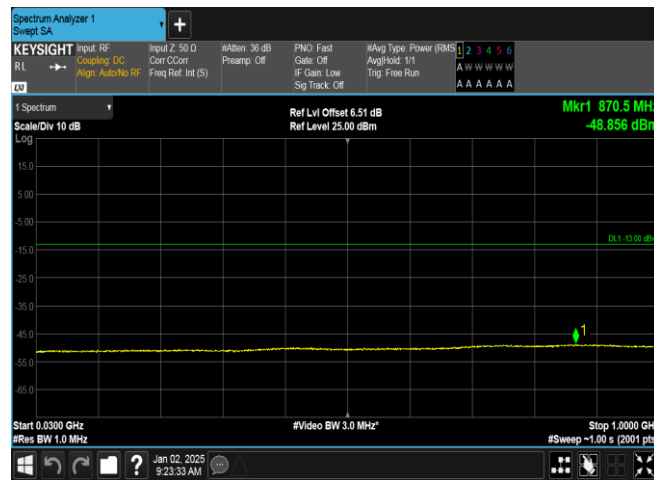 Spectrum Analyzer 1
Swept SA
+
KEYSIGHT Input: RF Input Z: 50 Ω #Atten: 36 dB PNO: Fast #Avg Type: Power (RMS 1 2 3 4 5 6
RL Coupling: DC Corr CCorr Preamp: Off Gate: Off Avg|Hold: 1/1 A W W W W W
Align: Auto/No RF Freq Ref: Int (S) IF Gain: Low Trig: Free Run
Sig Track: Off A A A A A A
LXI
1 Spectrum Ref Lvl Offset 6.51 dB Mkr1 870.5 MHz
Scale/Div 10 dB Ref Level 25.00 dBm -48.856 dBm
Log
15.0
5.00
-5.00
DL1 -13.00 dBm
-15.0
-25.0
-35.0
1
-45.0
-55.0
-65.0
Start 0.0300 GHz #Video BW 3.0 MHz* Stop 1.0000 GH
#Res BW 1.0 MHz #Sweep ~1.00 s (2001 pts
? Jan 02, 2025
9:23:33 AM